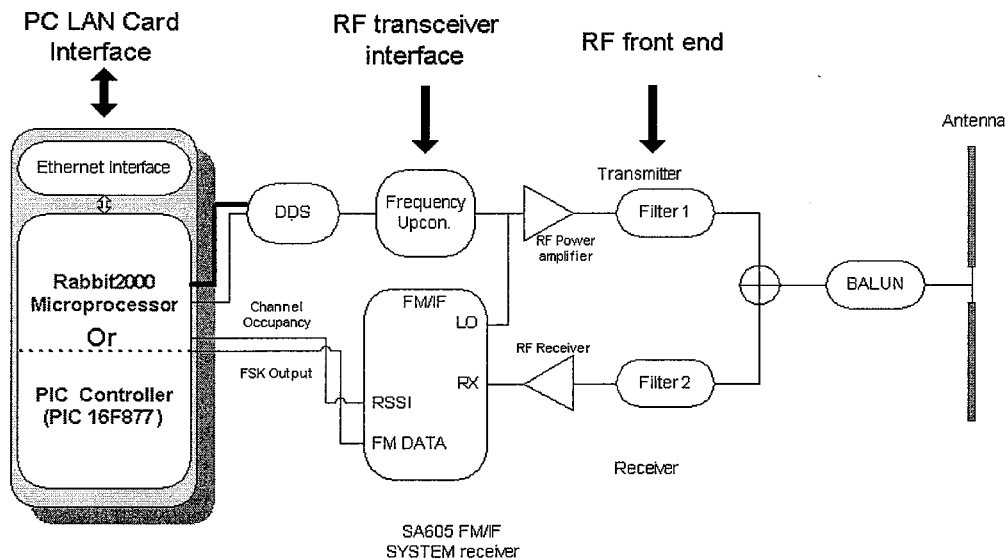 PC LAN Card
Interface
RF transceiver
interface
RF front end
Antenna
Ethernet Interface
DDS
Frequency
Upcon.
Transmitter
Filter 1
RF Power
amplifier
Rabbit2000
Microprocessor
Or
PIC Controller
(PIC 16F877)
Channel
Occupancy
FSK Output
FM/IF
LO
RX
RSSI
FM DATA
RF Receiver
Filter 2
BALUN
Receiver
SA605 FM/IF
SYSTEM receiver